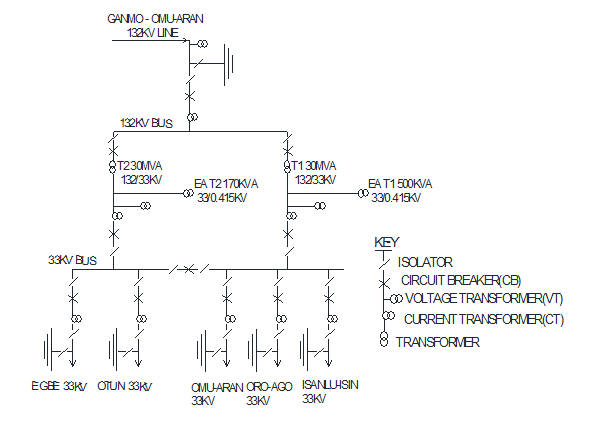 GANMO - OMU-ARAN
132KV LINE
132KV BUS
T2 30MVA
132/33KV
EA T2 170KVA
33/0.415KV
T1 30MVA
132/33KV
EA T1 500KVA
33/0.415KV
33KV BUS
KEY
ISOLATOR
CIRCUIT BREAKER(CB)
VOLTAGE TRANSFORMER(VT)
CURRENT TRANSFORMER(CT)
TRANSFORMER
EGBE 33KV
OTUN 33KV
OMU-ARAN
33KV
ORO-AGO
33KV
ISANLU-ISIN
33KV